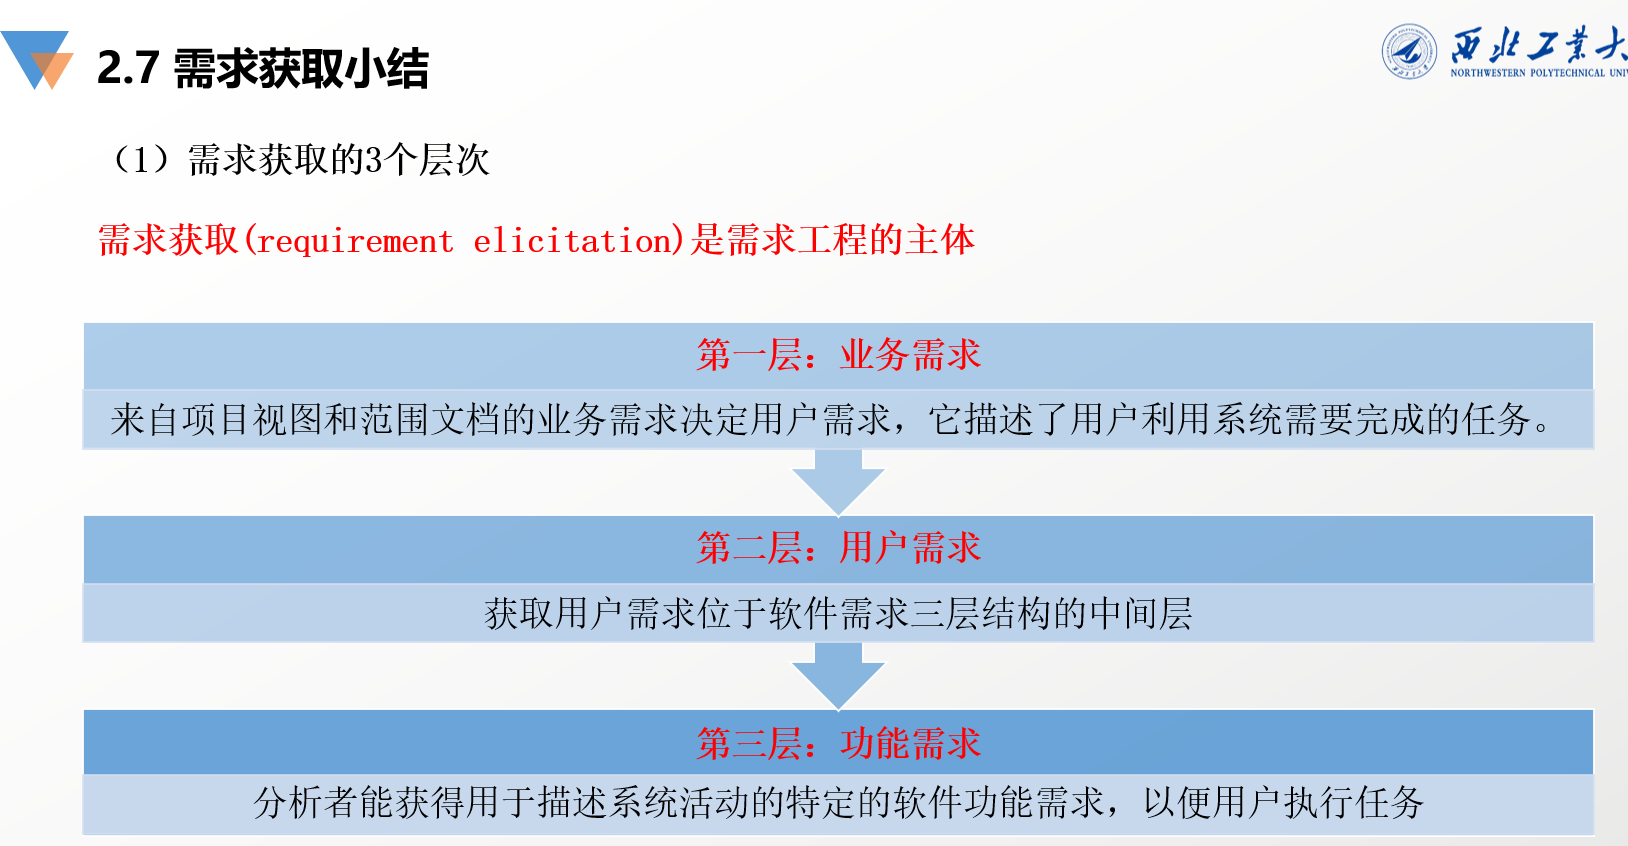 2.7 需求获取小结
西北工业大
NORTHWESTERN POLYTECHNICAL UNI
（1）需求获取的3个层次
需求获取(requirement elicitation)是需求工程的主体
第一层：业务需求
来自项目视图和范围文档的业务需求决定用户需求，它描述了用户利用系统需要完成的任务。
第二层：用户需求
获取用户需求位于软件需求三层结构的中间层
第三层：功能需求
分析者能获得用于描述系统活动的特定的软件功能需求，以便用户执行任务